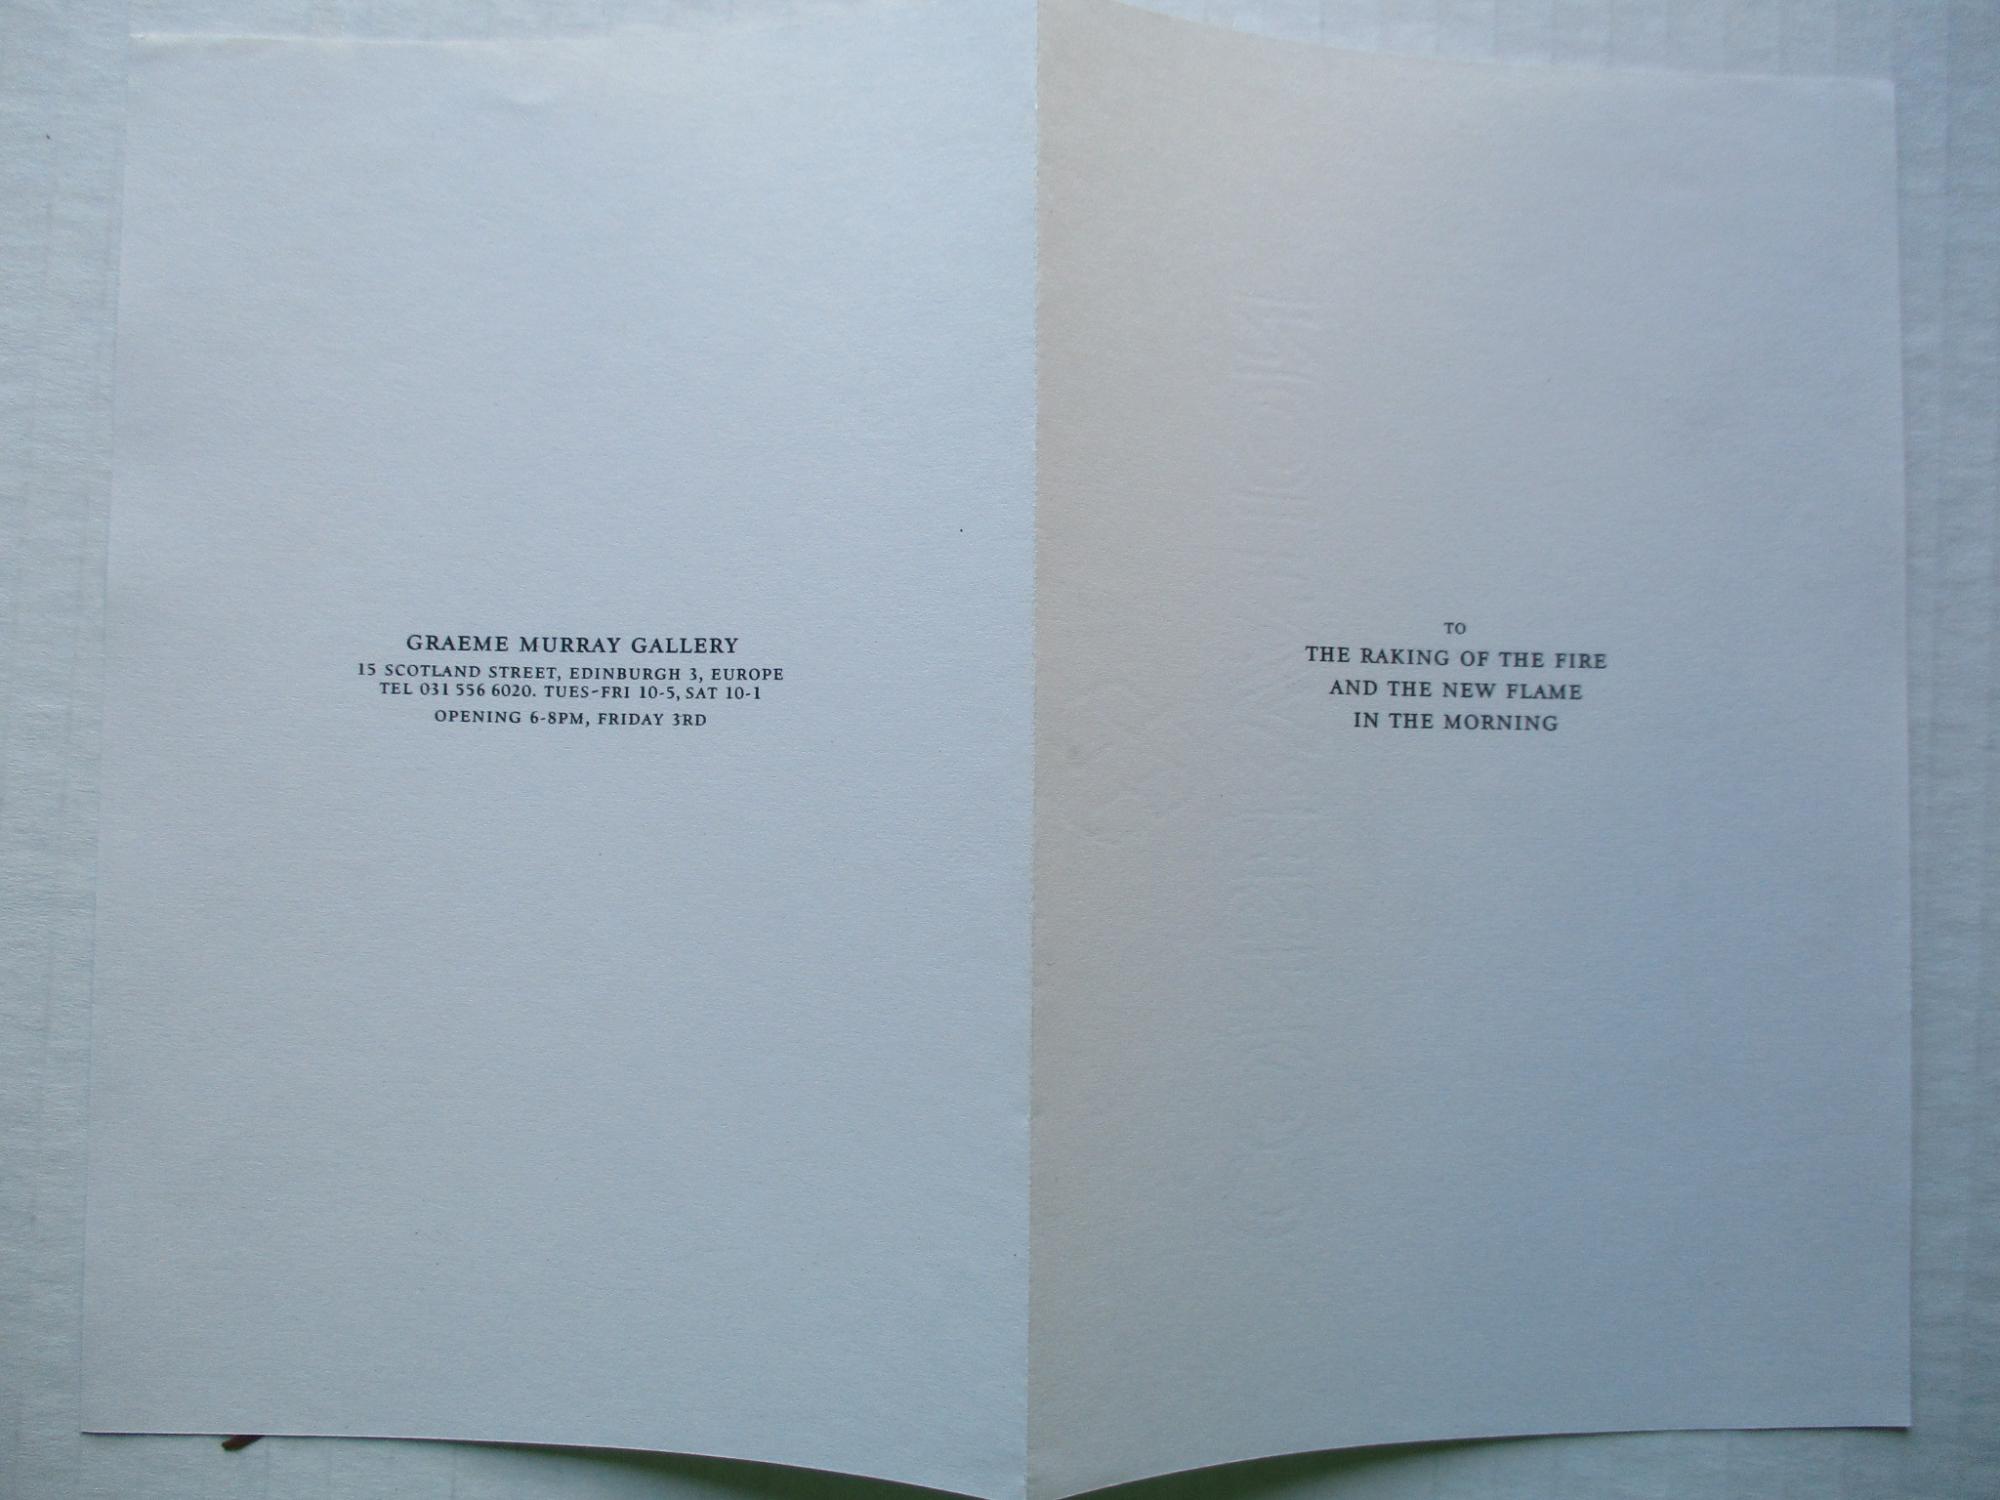 GRAEME MURRAY GALLERY
15 SCOTLAND STREET, EDINBURGH 3, EUROPE
TEL 031 556 6020. TUES-FRI 10-5, SAT 10-1
OPENING 6-8PM, FRIDAY 3RD
TO
THE RAKING OF THE FIRE
AND THE NEW FLAME
IN THE MORNING